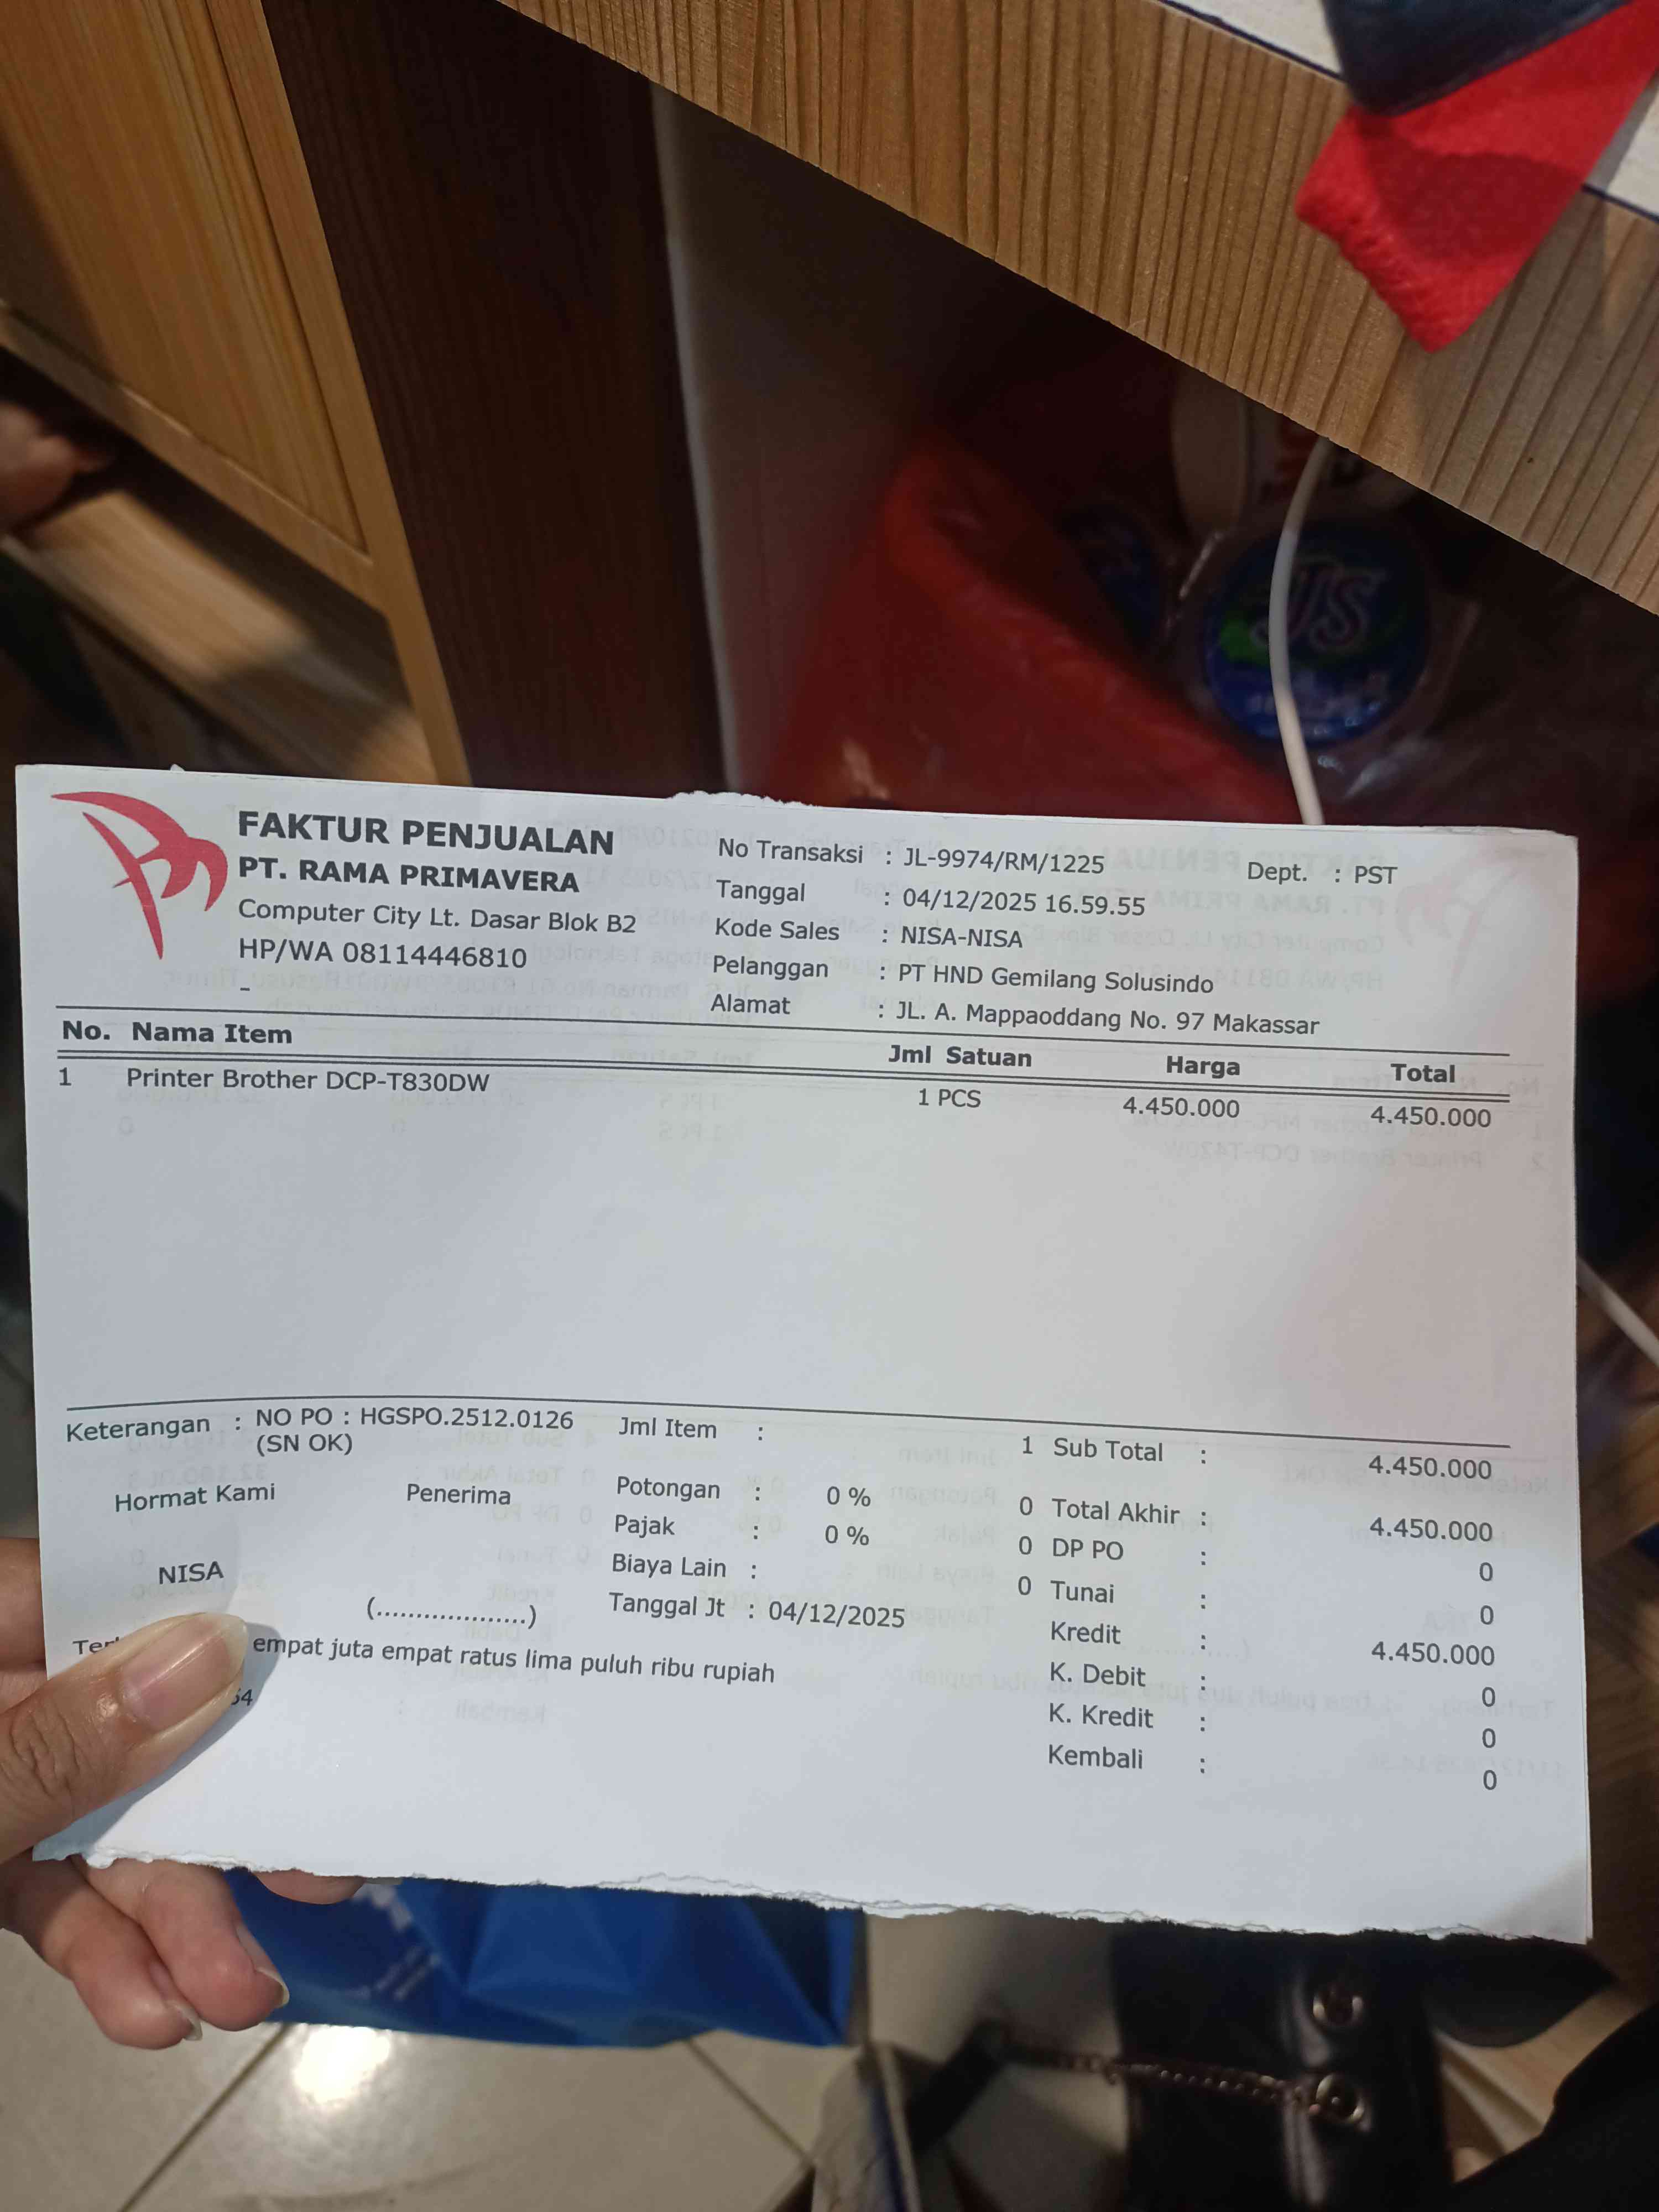 FAKTUR PENJUALAN
PT. RAMA PRIMAVERA
Computer City Lt. Dasar Blok B2
HP/WA 08114446810
-
No Transaksi : JL-9974/RM/1225 Dept. : PST
Tanggal : 04/12/2025 16.59.55
Kode Sales : NISA-NISA
Pelanggan : PT HND Gemilang Solusindo
Alamat : JL. A. Mappaoddang No. 97 Makassar
No. Nama Item Jml Satuan Harga Total
1 Printer Brother DCP-T830DW 1 PCS 4.450.000 4.450.000
Keterangan : NO PO : HGSPO.2512.0126
(SN OK)
Hormat Kami Penerima
NISA
(...................)
Jml Item : 1
Potongan : 0 % 0
Pajak : 0 % 0
Biaya Lain : 0
Tanggal Jt : 04/12/2025
Sub Total : 4.450.000
Total Akhir : 4.450.000
DP PO : 0
Tunai : 0
Kredit : 4.450.000
K. Debit : 0
K. Kredit : 0
Kembali : 0
empat juta empat ratus lima puluh ribu rupiah
JS